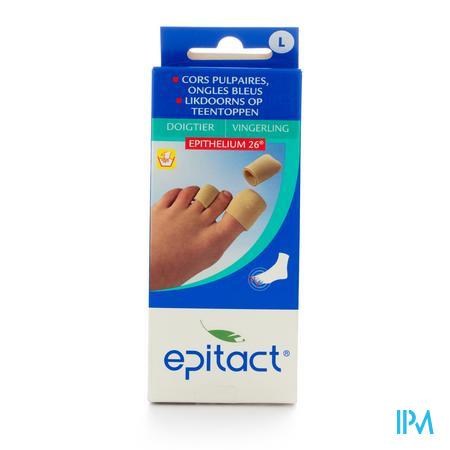 L
CORS PULPAIRES,
ONGLES BLEUS
LIKDOORNS OP
TEENTOPPEN
DOIGTIER VINGERLING
EPITHELIUM 26®
epitact®
IPM